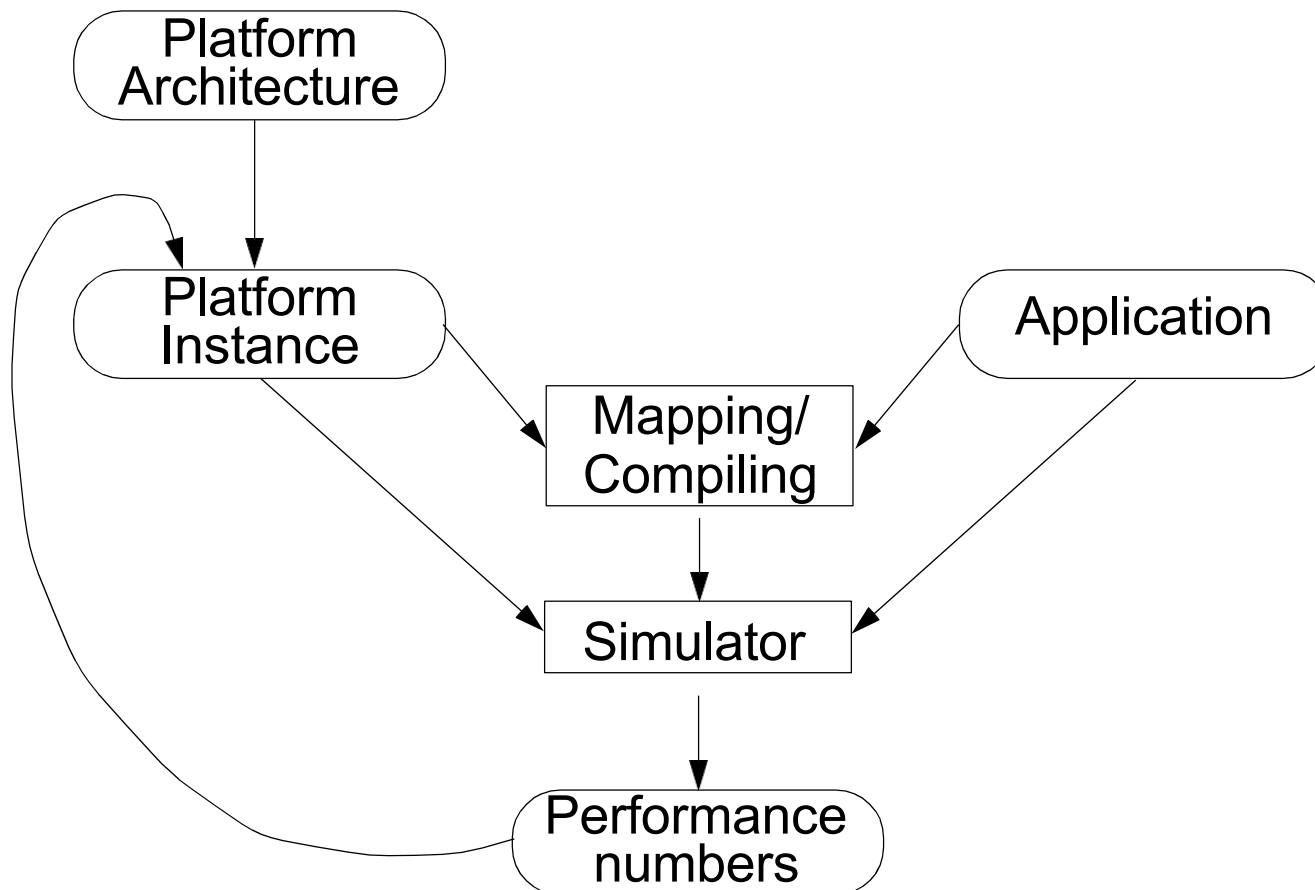 Platform
Architecture
Platform
Instance
Application
Mapping/
Compiling
Simulator
Performance
numbers